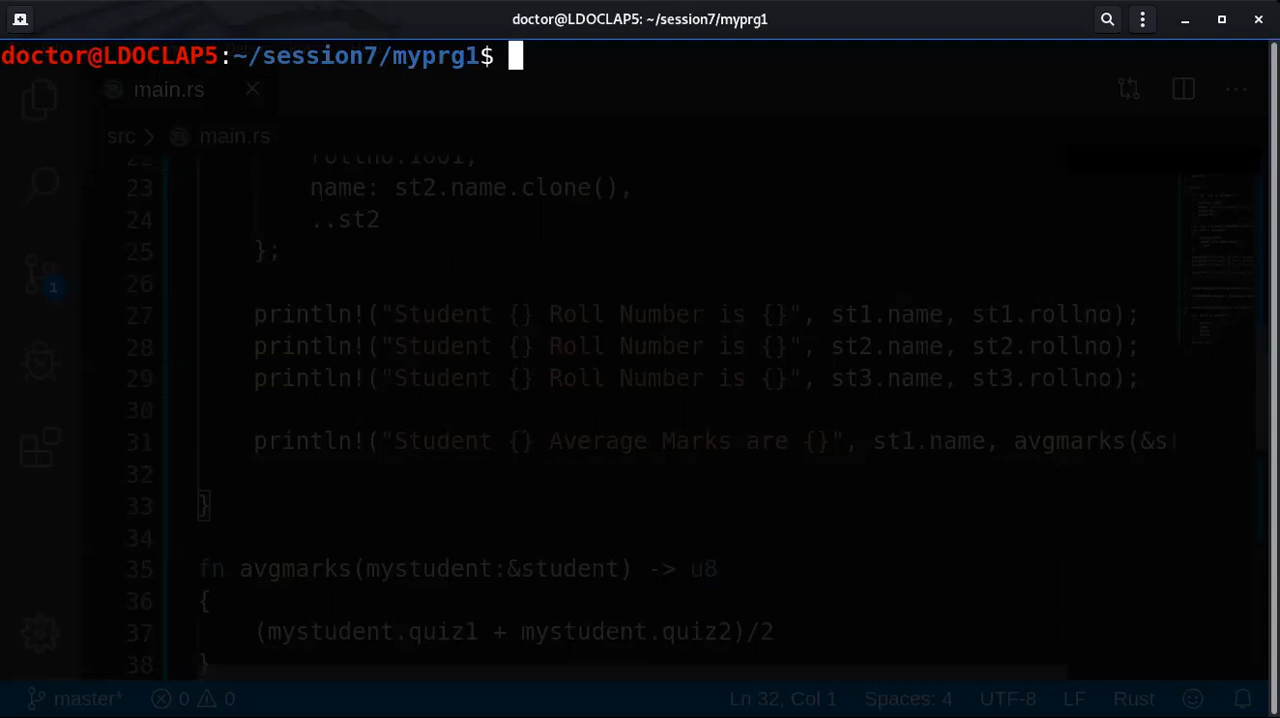 doctor@LDOCLAP5: ~/session7/myprg1
doctor@LDOCLAP5:~/session7/myprg1$
main.rs
src > main.rs
22 rollno:1001,
23 name: st2.name.clone(),
24 ..st2
25 };
26
27 println!("Student {} Roll Number is {}", st1.name, st1.rollno);
28 println!("Student {} Roll Number is {}", st2.name, st2.rollno);
29 println!("Student {} Roll Number is {}", st3.name, st3.rollno);
30
31 println!("Student {} Average Marks are {}", st1.name, avgmarks(&s
32
33 }
34
35 fn avgmarks(mystudent:&student) -> u8
36 {
37 (mystudent.quiz1 + mystudent.quiz2)/2
38 }
1
master* 0 0 Ln 32, Col 1 Spaces: 4 UTF-8 LF Rust